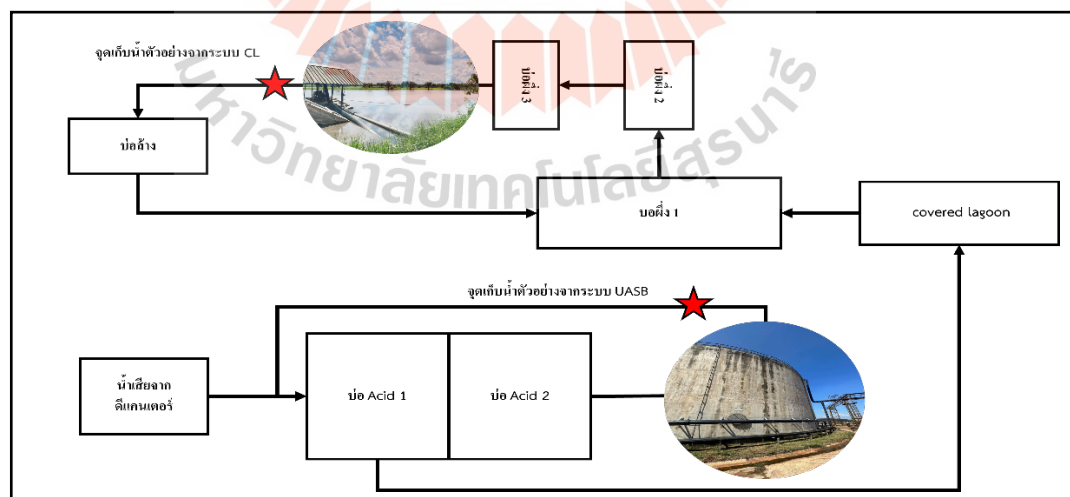 จุดเก็บน้ำตัวอย่างจากระบบ CL
บ่อผึ่ง 3
บ่อผึ่ง 2
บ่อล้าง
มหาวิทยาลัยเทคโนโลยีสุรนารี
บอผึ่ง 1
covered lagoon
จุดเก็บน้ำตัวอย่างจากระบบ UASB
น้ำเสียจาก
ดีแคนเตอร์
บ่อ Acid 1
บ่อ Acid 2